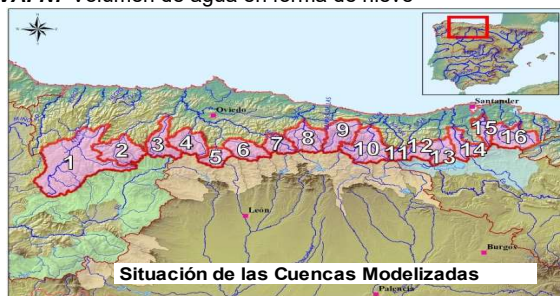 VAFN: Volumen de agua en forma de nieve
Oviedo
Santander
1
2
3
4
5
6
7
8
9
10
11
12
13
14
15
16
León
Burgos
Situación de las Cuencas Modelizadas
Palencia